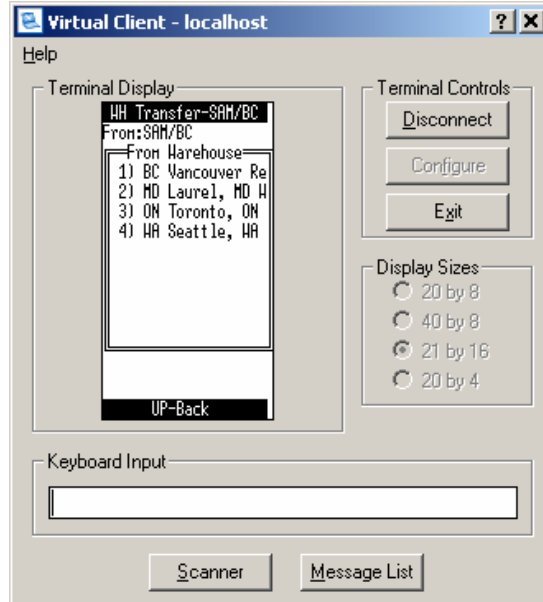 Virtual Client - localhost
Help
Terminal Display
WH Transfer-SAM/BC
From:SAM/BC
From Warehouse
1) BC Vancouver Re
2) MD Laurel, MD W
3) ON Toronto, ON
4) WA Seattle, WA
UP-Back
Terminal Controls
Disconnect
Configure
Exit
Display Sizes
20 by 8
40 by 8
21 by 16
20 by 4
Keyboard Input
Scanner
Message List